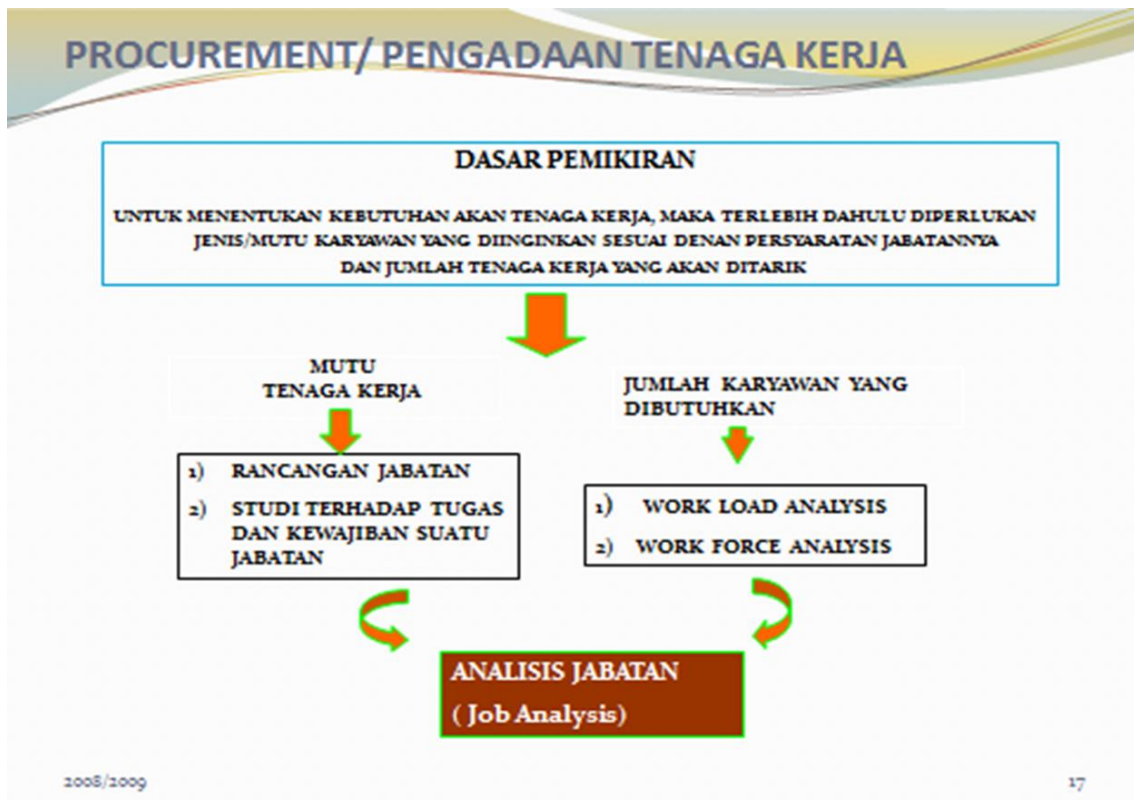 PROCUREMENT/ PENGADAAN TENAGA KERJA
DASAR PEMIKIRAN
UNTUK MENENTUKAN KEBUTUHAN AKAN TENAGA KERJA, MAKA TERLEBIH DAHULU DIPERLUKAN
JENIS/MUTU KARYAWAN YANG DIINGINKAN SESUAI DENAN PERSYARATAN JABATANNYA
DAN JUMLAH TENAGA KERJA YANG AKAN DITARIK
MUTU
TENAGA KERJA
1) RANCANGAN JABATAN
2) STUDI TERHADAP TUGAS
DAN KEWAJIBAN SUATU
JABATAN
JUMLAH KARYAWAN YANG
DIBUTUHKAN
1) WORK LOAD ANALYSIS
2) WORK FORCE ANALYSIS
ANALISIS JABATAN
( Job Analysis)
2008/2009
17